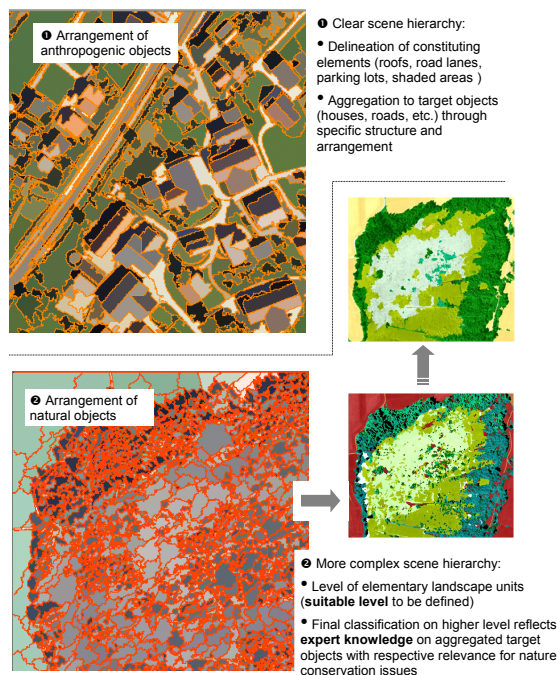 ❶ Arrangement of
anthropogenic objects
❶ Clear scene hierarchy:
• Delineation of constituting
elements (roofs, road lanes,
parking lots, shaded areas )
• Aggregation to target objects
(houses, roads, etc.) through
specific structure and
arrangement
❷ Arrangement of
natural objects
❷ More complex scene hierarchy:
• Level of elementary landscape units
(suitable level to be defined)
• Final classification on higher level reflects
expert knowledge on aggregated target
objects with respective relevance for nature
conservation issues